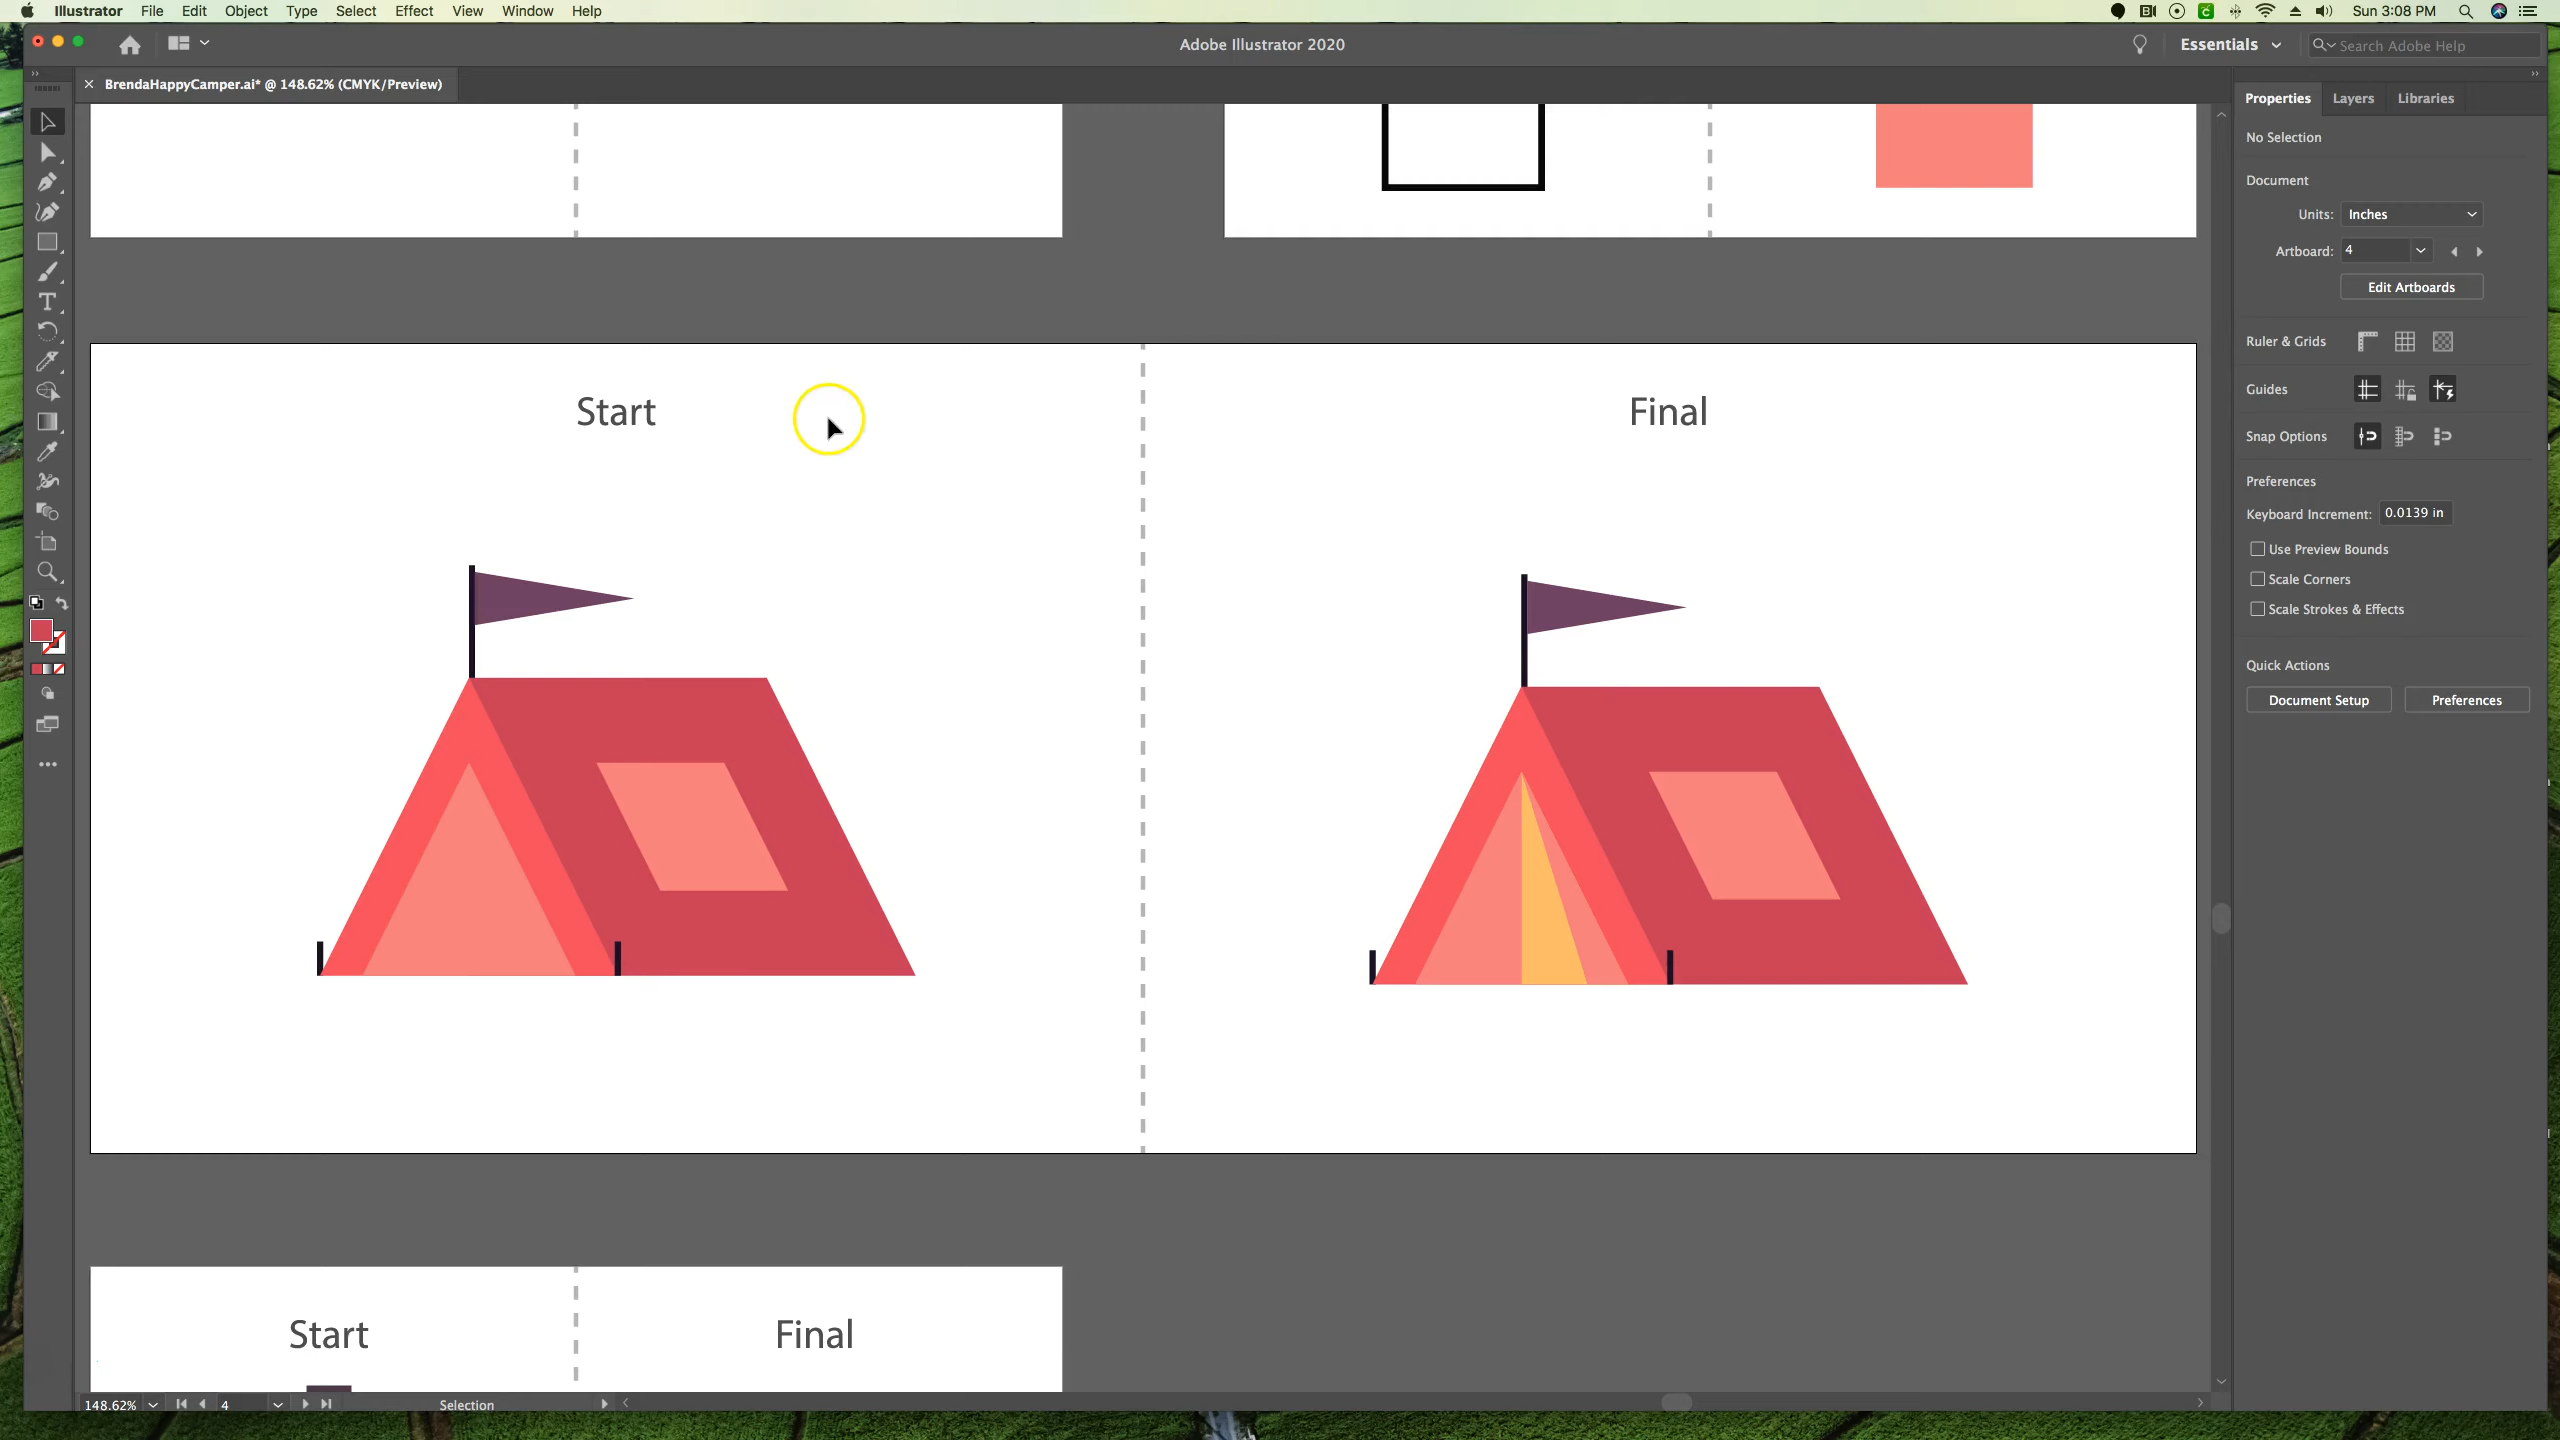 Illustrator File Edit Object Type Select Effect View Window Help
Sun 3:08 PM
Adobe Illustrator 2020
Essentials
Search Adobe Help
BrendaHappyCamper.ai* @ 148.62% (CMYK/Preview)
Properties Layers Libraries
No Selection
Document
Units: Inches
Artboard: 4
Edit Artboards
Ruler & Grids
Guides
Snap Options
Preferences
Keyboard Increment: 0.0139 in
Use Preview Bounds
Scale Corners
Scale Strokes & Effects
Quick Actions
Document Setup Preferences
Start
Final
Start
Final
148.62% 4 Selection